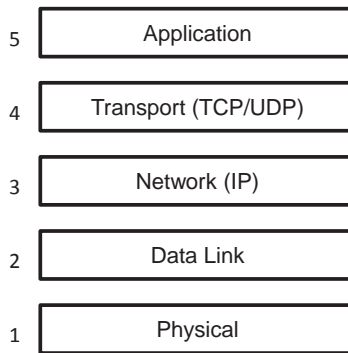 5 Application
4 Transport (TCP/UDP)
3 Network (IP)
2 Data Link
1 Physical